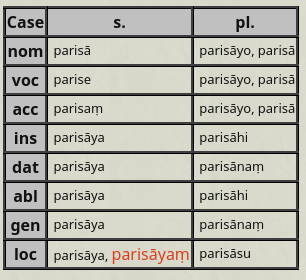 Case s. pl.
nom parisā parisāyo, parisā
voc parise parisāyo, parisā
acc parisaṃ parisāyo, parisā
ins parisāya parisāhi
dat parisāya parisānaṃ
abl parisāya parisāhi
gen parisāya parisānaṃ
loc parisāya, parisāyaṃ parisāsu